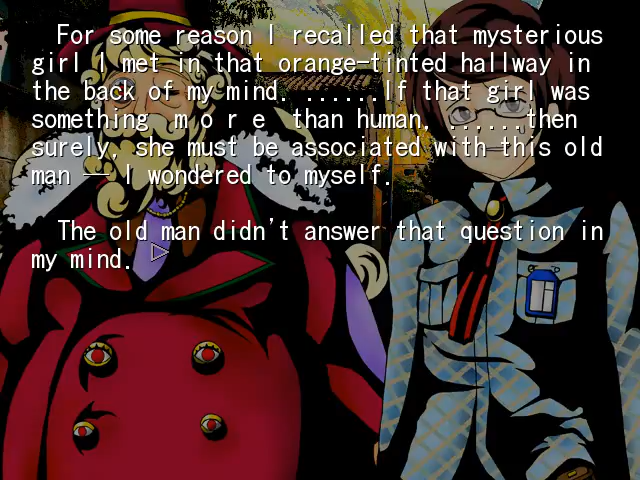 For some reason I recalled that mysterious
girl I met in that orange-tinted hallway in
the back of my mind. ......If that girl was
something  m o r e  than human, ......then
surely, she must be associated with this old
man ── I wondered to myself.
The old man didn't answer that question in
my mind.